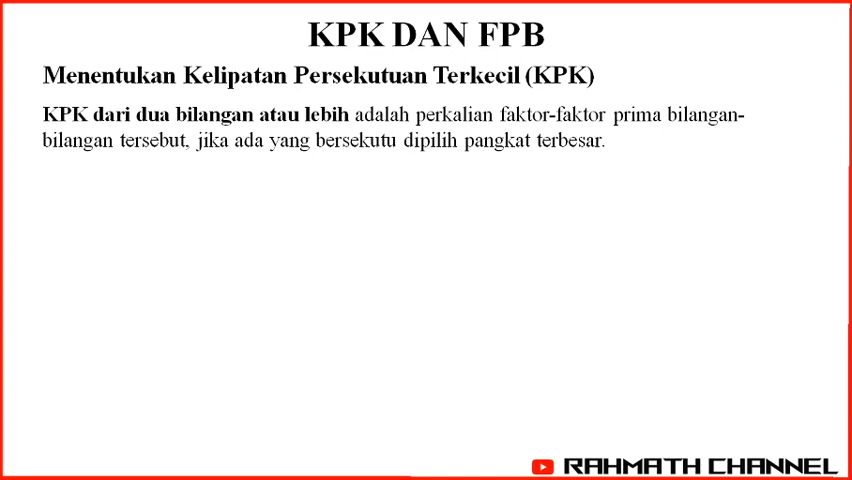 KPK DAN FPB
Menentukan Kelipatan Persekutuan Terkecil (KPK)
KPK dari dua bilangan atau lebih adalah perkalian faktor-faktor prima bilangan-
bilangan tersebut, jika ada yang bersekutu dipilih pangkat terbesar.
RAHMATH CHANNEL